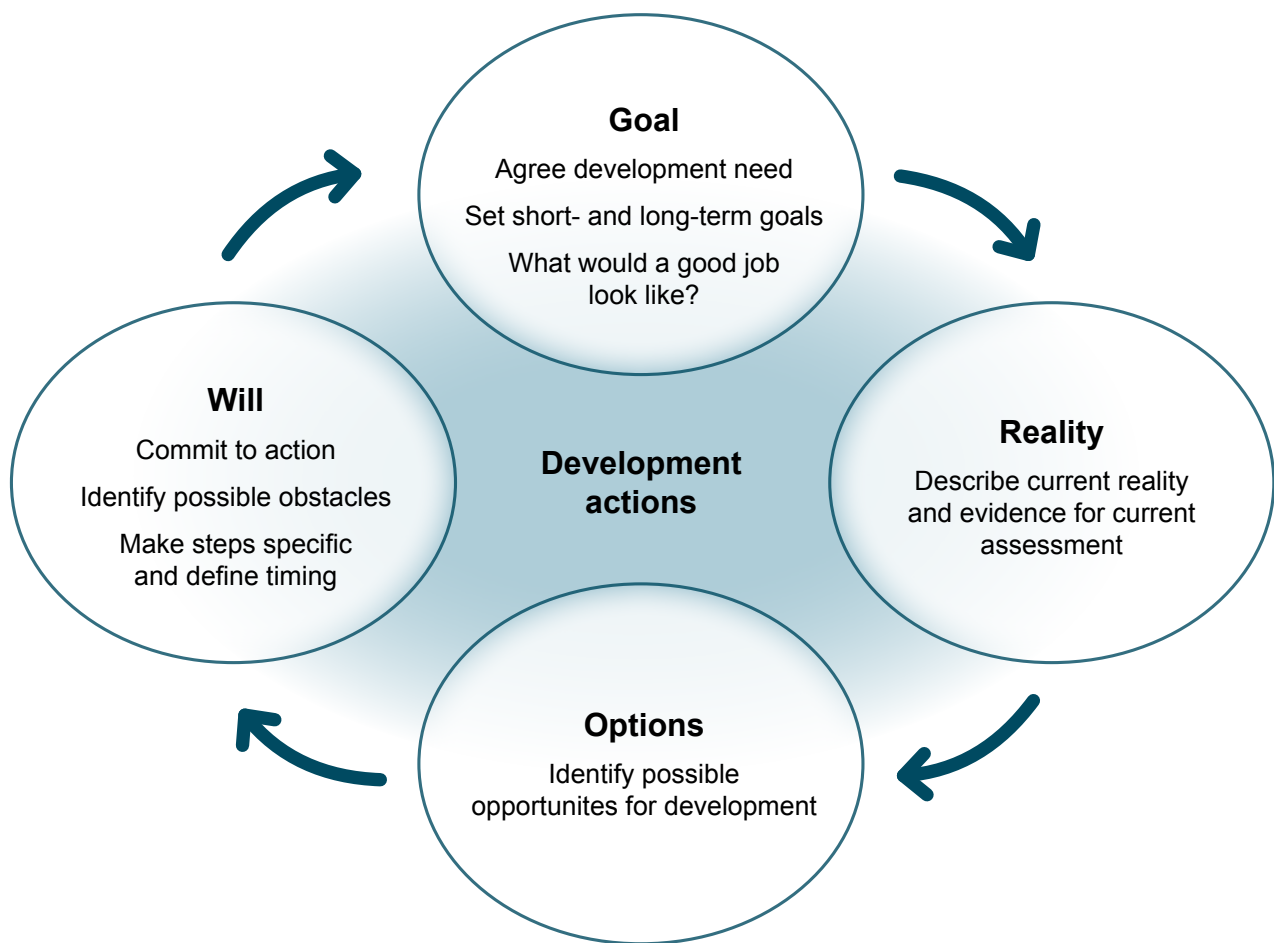 Goal
Agree development need
Set short- and long-term goals
What would a good job
look like?
Reality
Describe current reality
and evidence for current
assessment
Options
Identify possible
opportunites for development
Will
Commit to action
Identify possible obstacles
Make steps specific
and define timing
Development
actions